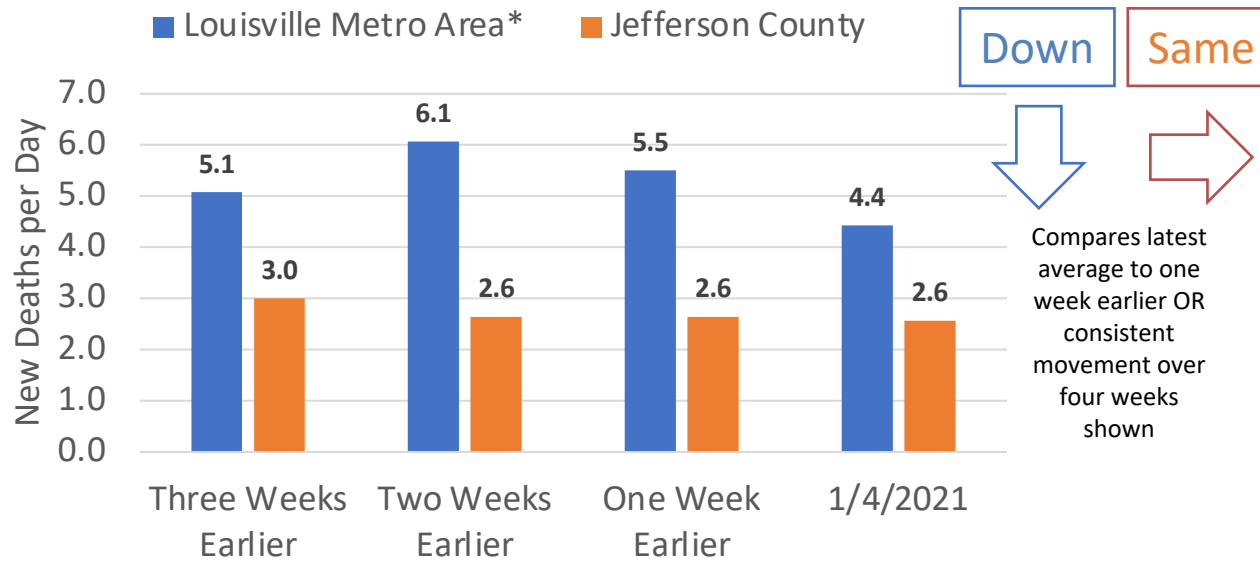 Louisville Metro Area* Jefferson County
Down Same
New Deaths per Day
7.0
6.0
5.0
4.0
3.0
2.0
1.0
0.0
5.1
3.0
6.1
2.6
5.5
2.6
4.4
2.6
Three Weeks
Earlier
Two Weeks
Earlier
One Week
Earlier
1/4/2021
Compares latest
average to one
week earlier OR
consistent
movement over
four weeks
shown